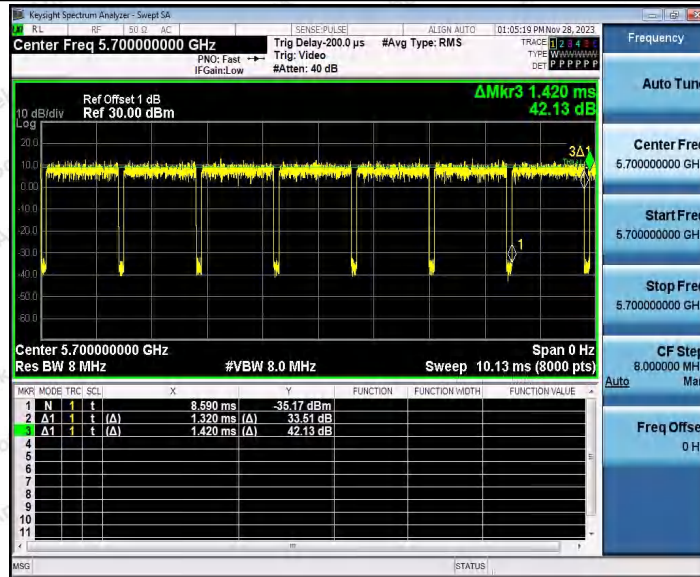 Keysight Spectrum Analyzer - Swept SA
RL RF 50 Ω AC SENSE:PULSE ALIGN AUTO 01:05:19 PM Nov 28, 2023
Center Freq 5.700000000 GHz
PNO: Fast
IFGain:Low
Trig Delay-200.0 µs
Trig: Video
#Atten: 40 dB
#Avg Type: RMS
TRACE 1 2 3 4 5 6
TYPE WWWWWW
DET P P P P P P
Frequency
ΔMkr3 1.420 ms
42.13 dB
Ref Offset 1 dB
10 dB/div Ref 30.00 dBm
Log
20.0
10.0
0.00
-10.0
-20.0
-30.0
-40.0
-50.0
-60.0
3Δ1
1
Center 5.700000000 GHz Span 0 Hz
Res BW 8 MHz #VBW 8.0 MHz Sweep 10.13 ms (8000 pts)
MKR MODE TRC SCL X Y FUNCTION FUNCTION WIDTH FUNCTION VALUE
1 N 1 t 8.590 ms -35.17 dBm
2 Δ1 1 t (Δ) 1.320 ms (Δ) 33.51 dB
3 Δ1 1 t (Δ) 1.420 ms (Δ) 42.13 dB
4
5
6
7
8
9
10
11
MSG STATUS
Auto Tune
Center Freq
5.700000000 GH
Start Freq
5.700000000 GH
Stop Freq
5.700000000 GH
CF Step
8.000000 MH
Auto Man
Freq Offset
0 H